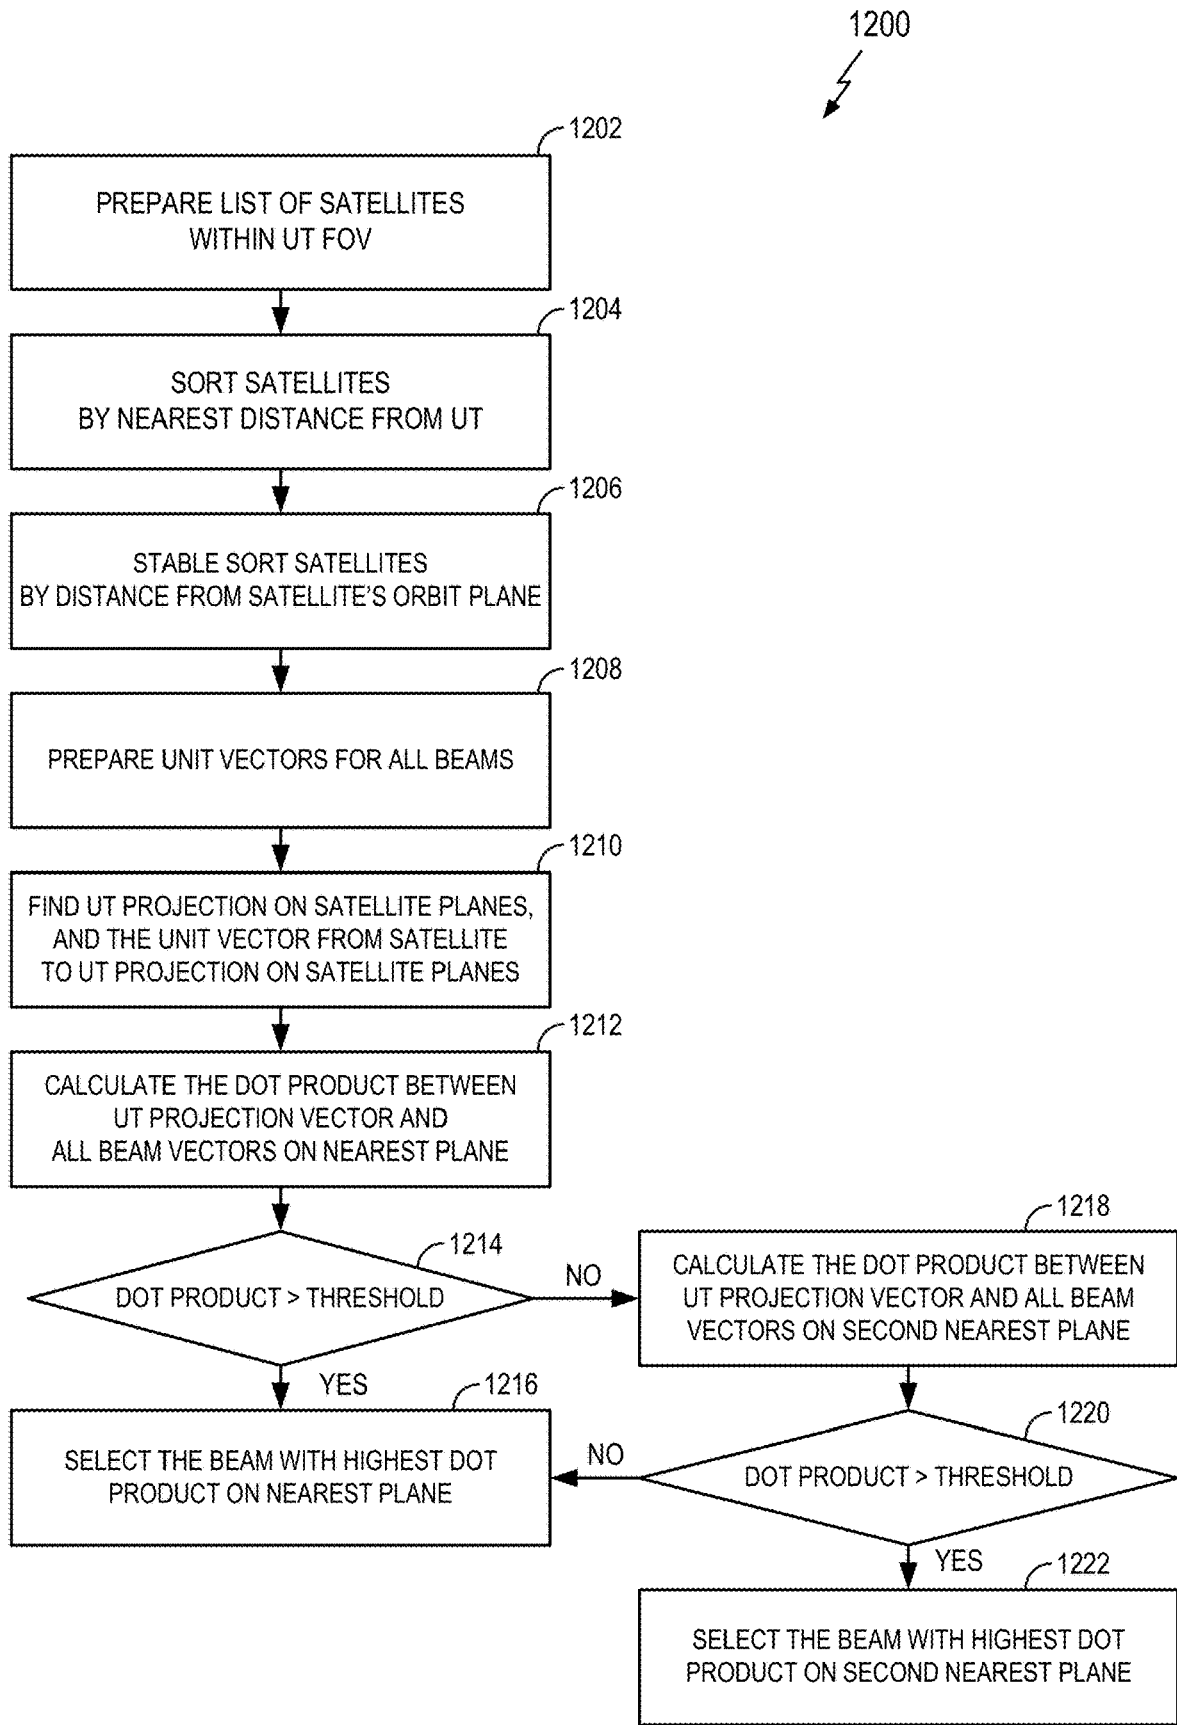 1200
1202
PREPARE LIST OF SATELLITES
WITHIN UT FOV
1204
SORT SATELLITES
BY NEAREST DISTANCE FROM UT
1206
STABLE SORT SATELLITES
BY DISTANCE FROM SATELLITE'S ORBIT PLANE
1208
PREPARE UNIT VECTORS FOR ALL BEAMS
1210
FIND UT PROJECTION ON SATELLITE PLANES,
AND THE UNIT VECTOR FROM SATELLITE
TO UT PROJECTION ON SATELLITE PLANES
1212
CALCULATE THE DOT PRODUCT BETWEEN
UT PROJECTION VECTOR AND
ALL BEAM VECTORS ON NEAREST PLANE
1214
DOT PRODUCT > THRESHOLD
NO
YES
1216
SELECT THE BEAM WITH HIGHEST DOT
PRODUCT ON NEAREST PLANE
1218
CALCULATE THE DOT PRODUCT BETWEEN
UT PROJECTION VECTOR AND ALL BEAM
VECTORS ON SECOND NEAREST PLANE
1220
DOT PRODUCT > THRESHOLD
NO
YES
1222
SELECT THE BEAM WITH HIGHEST DOT
PRODUCT ON SECOND NEAREST PLANE